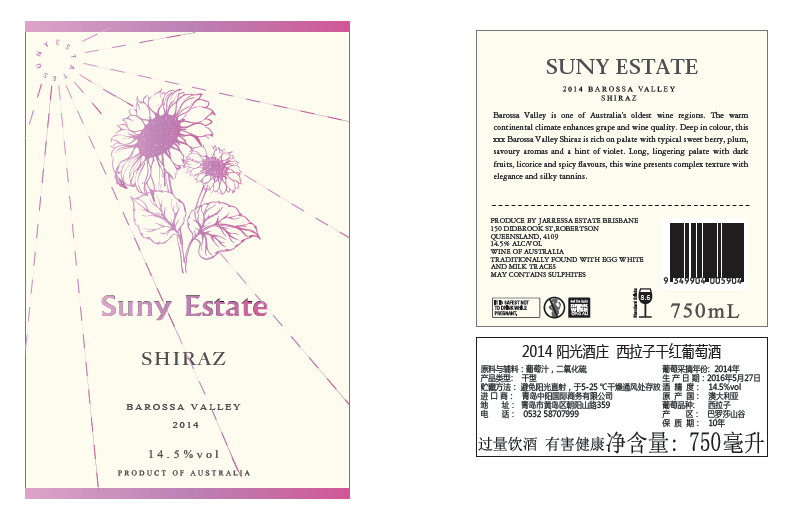 SUNY ESTATES
Suny Estate
SHIRAZ
BAROSSA VALLEY
2014
14.5%vol
PRODUCT OF AUSTRALIA
SUNY ESTATE
2014 BAROSSA VALLEY
SHIRAZ
Barossa Valley is one of Australia's oldest wine regions. The warm
continental climate enhances grape and wine quality. Deep in colour, this
xxx Barossa Valley Shiraz is rich on palate with typical sweet berry, plum,
savoury aromas and a hint of violet. Long, lingering palate with dark
fruits, licorice and spicy flavours, this wine presents complex texture with
elegance and silky tannins.
PRODUCE BY JARRESSA ESTATE BRISBANE
150 DIDBROOK ST,ROBERTSON
QUEENSLAND, 4109
14.5% ALC/VOL
WINE OF AUSTRALIA
TRADITIONALLY FOUND WITH EGG WHITE
AND MILK TRACES
MAY CONTAINS SULPHITES
9 349904 005904
IT IS SAFEST NOT
TO DRINK WHILE
PREGNANT.
8.6
750mL
2014 阳光酒庄 西拉子干红葡萄酒
原料与辅料：葡萄汁，二氧化硫
产品类型： 干型
贮藏方法： 避免阳光直射，于5-25 ℃干燥通风处存放
进 口 商： 青岛中阳国际商务有限公司
地 址： 青岛市黄岛区朝阳山路359
电 话： 0532 58707999
葡萄采摘年份: 2014年
生 产 日 期：2016年5月27日
酒 精 度： 14.5%vol
原 产 国： 澳大利亚
葡萄品种： 西拉子
产 区： 巴罗莎山谷
保 质 期： 10年
过量饮酒 有害健康
净含量：750毫升